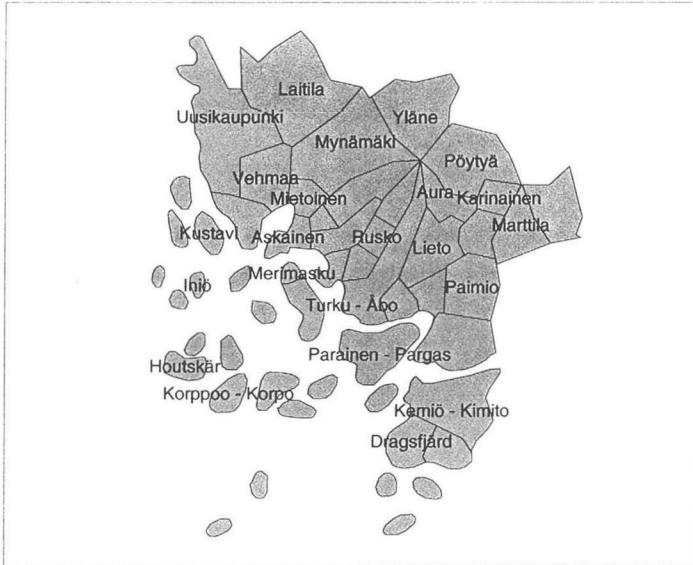 Laitila
Uusikaupunki
Yläne
Mynämäki
Pöytyä
Vehmaa
Mietoinen
Aura
Karinainen
Marttila
Kustavi
Askainen
Rusko
Lieto
Merimasku
Iniö
Paimio
Turku - Åbo
Parainen - Pargas
Houtskär
Korppoo - Korpo
Kemiö - Kimito
Dragsfjärd